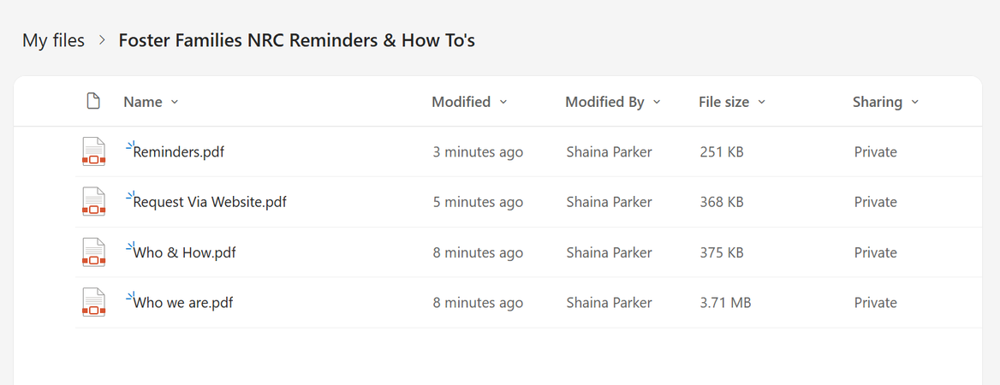 My files > Foster Families NRC Reminders & How To's
Name Modified Modified By File size Sharing
Reminders.pdf 3 minutes ago Shaina Parker 251 KB Private
Request Via Website.pdf 5 minutes ago Shaina Parker 368 KB Private
Who & How.pdf 8 minutes ago Shaina Parker 375 KB Private
Who we are.pdf 8 minutes ago Shaina Parker 3.71 MB Private